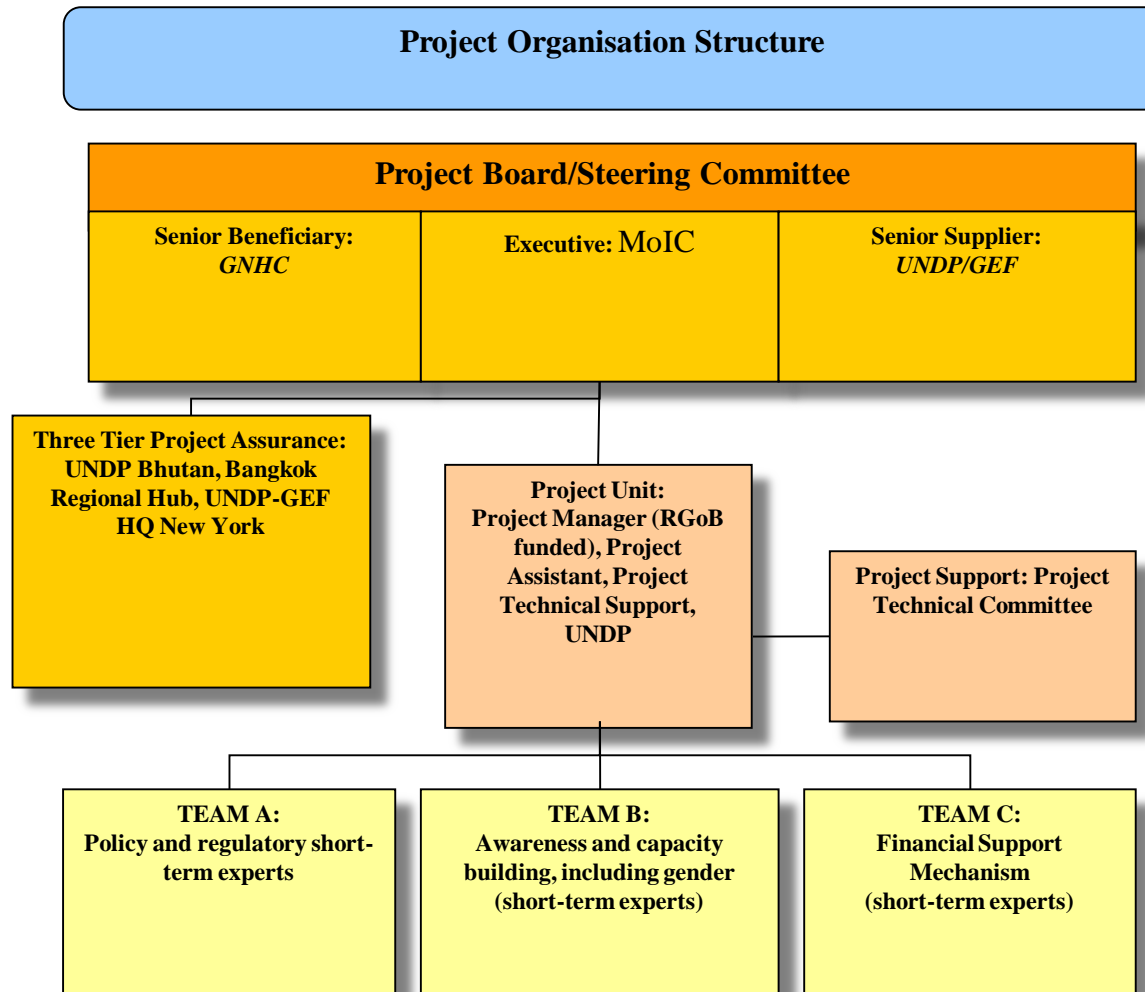 Project Organisation Structure
Project Board/Steering Committee
Senior Beneficiary:
GNHC
Executive: MoIC
Senior Supplier:
UNDP/GEF
Three Tier Project Assurance:
UNDP Bhutan, Bangkok
Regional Hub, UNDP-GEF
HQ New York
Project Unit:
Project Manager (RGoB
funded), Project
Assistant, Project
Technical Support,
UNDP
Project Support: Project
Technical Committee
TEAM A:
Policy and regulatory short-
term experts
TEAM B:
Awareness and capacity
building, including gender
(short-term experts)
TEAM C:
Financial Support
Mechanism
(short-term experts)